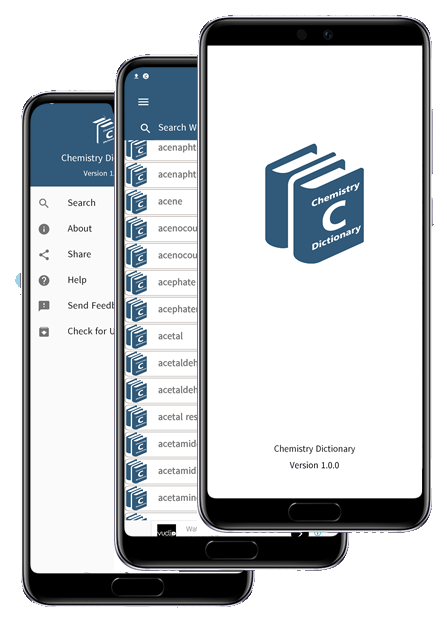 Chemistry Di
Version 1.
Search
About
Share
Help
Send Feedb
Check for U
Search W
acenapht
acenapht
acene
acenocou
acenocou
acephate
acephate
acetal
acetaldeh
acetaldeh
acetal res
acetamid
acetamid
acetamin
Chemistry
C
Dictionary
Chemistry Dictionary
Version 1.0.0